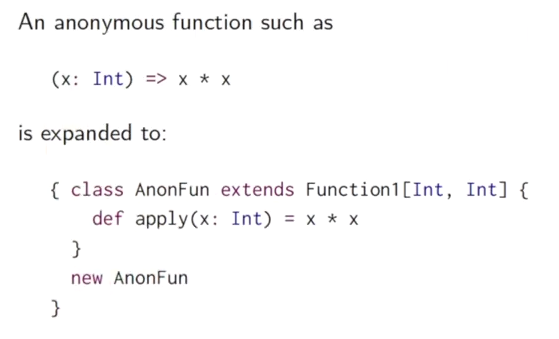 An anonymous function such as
(x: Int) => x * x
is expanded to:
{ class AnonFun extends Function1[Int, Int] {
def apply(x: Int) = x * x
}
new AnonFun
}